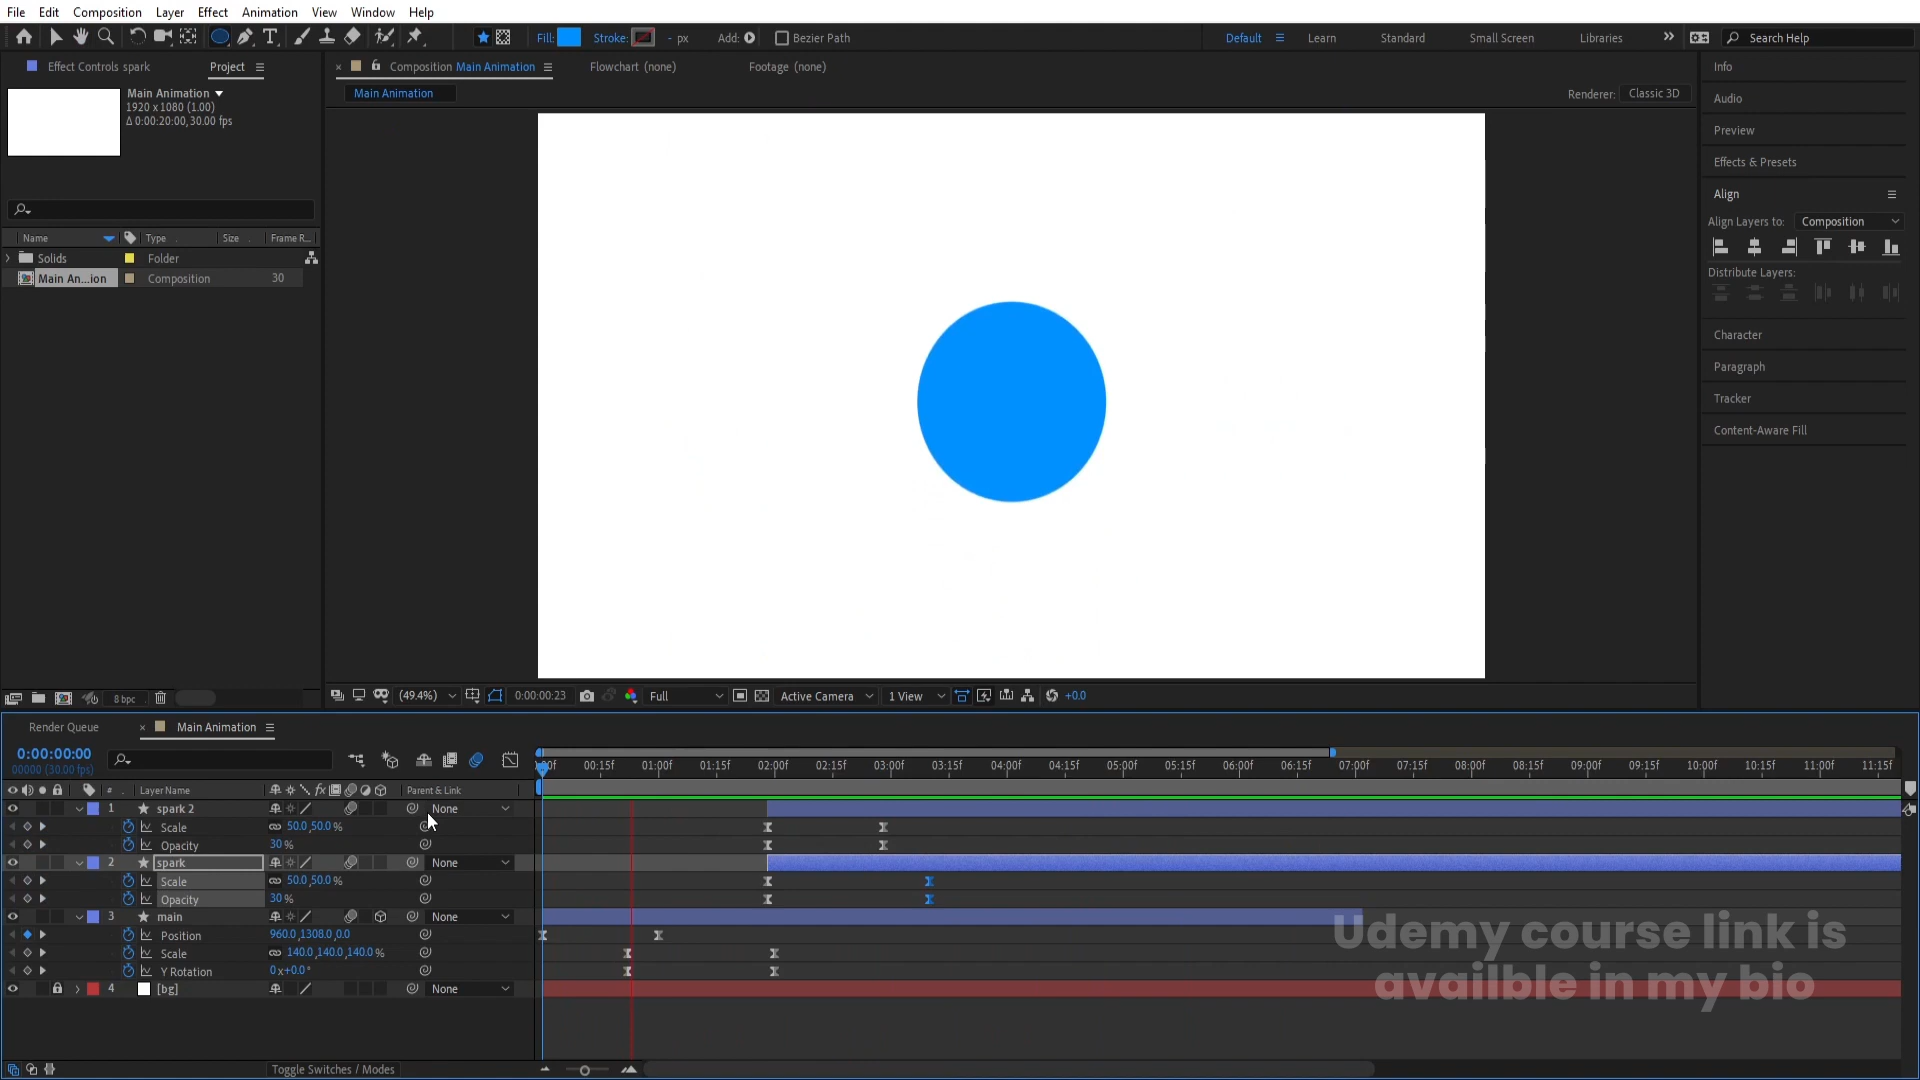 File Edit Composition Layer Effect Animation View Window Help
Fill: Stroke: - px Add: Bezier Path Default Learn Standard Small Screen Libraries Search Help
Effect Controls spark Project
Composition Main Animation Flowchart (none) Footage (none)
Main Animation Renderer: Classic 3D
Main Animation
1920 x 1080 (1.00)
Δ 0:00:20:00, 30.00 fps
Name Type Size Frame R...
Solids Folder
Main An...ion Composition 30
Info
Audio
Preview
Effects & Presets
Align
Align Layers to: Composition
Distribute Layers:
Character
Paragraph
Tracker
Content-Aware Fill
8 bpc (49.4%) 0:00:00:23 Full Active Camera 1 View +0.0
Render Queue Main Animation
0:00:00:00
00000 (30.00 fps)
00f 00:15f 01:00f 01:15f 02:00f 02:15f 03:00f 03:15f 04:00f 04:15f 05:00f 05:15f 06:00f 06:15f 07:00f 07:15f 08:00f 08:15f 09:00f 09:15f 10:00f 10:15f 11:00f 11:15f
# Layer Name fx Parent & Link
1 spark 2 None
Scale 50.0,50.0%
Opacity 30%
2 spark None
Scale 50.0,50.0%
Opacity 30%
3 main None
Position 960.0,1308.0,0.0
Scale 140.0,140.0,140.0%
Y Rotation 0x+0.0°
4 [bg] None
Udemy course link is
availble in my bio
Toggle Switches / Modes